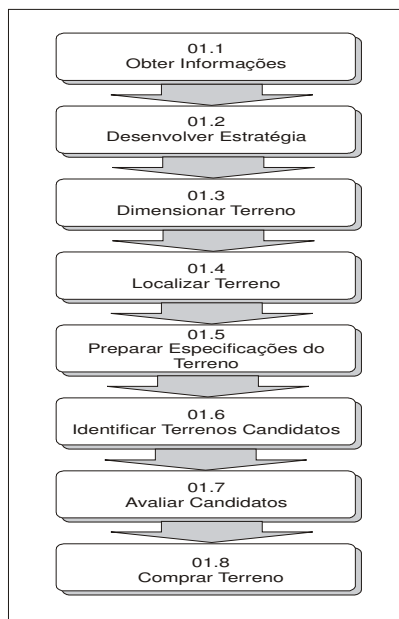 01.1
Obter Informações
01.2
Desenvolver Estratégia
01.3
Dimensionar Terreno
01.4
Localizar Terreno
01.5
Preparar Especificações do
Terreno
01.6
Identificar Terrenos Candidatos
01.7
Avaliar Candidatos
01.8
Comprar Terreno